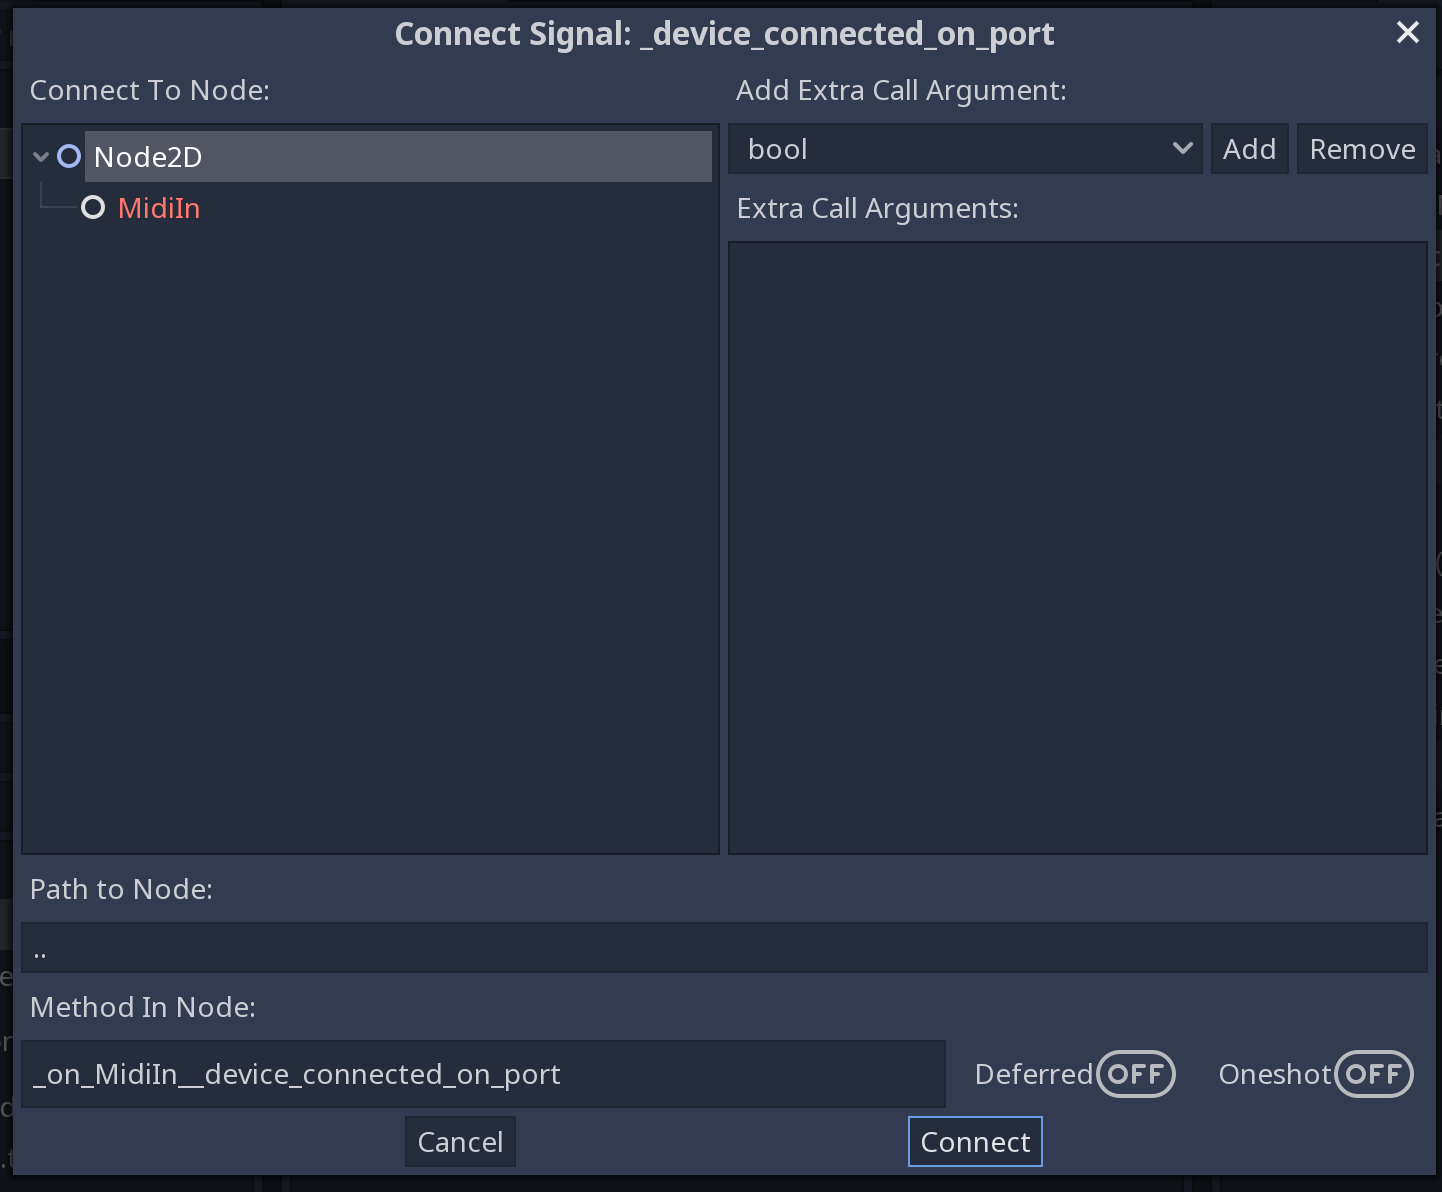 Connect Signal: _device_connected_on_port
Connect To Node:
Add Extra Call Argument:
Node2D
MidiIn
bool
Add
Remove
Extra Call Arguments:
Path to Node:
..
Method In Node:
_on_MidiIn__device_connected_on_port
Deferred OFF
Oneshot OFF
Cancel
Connect